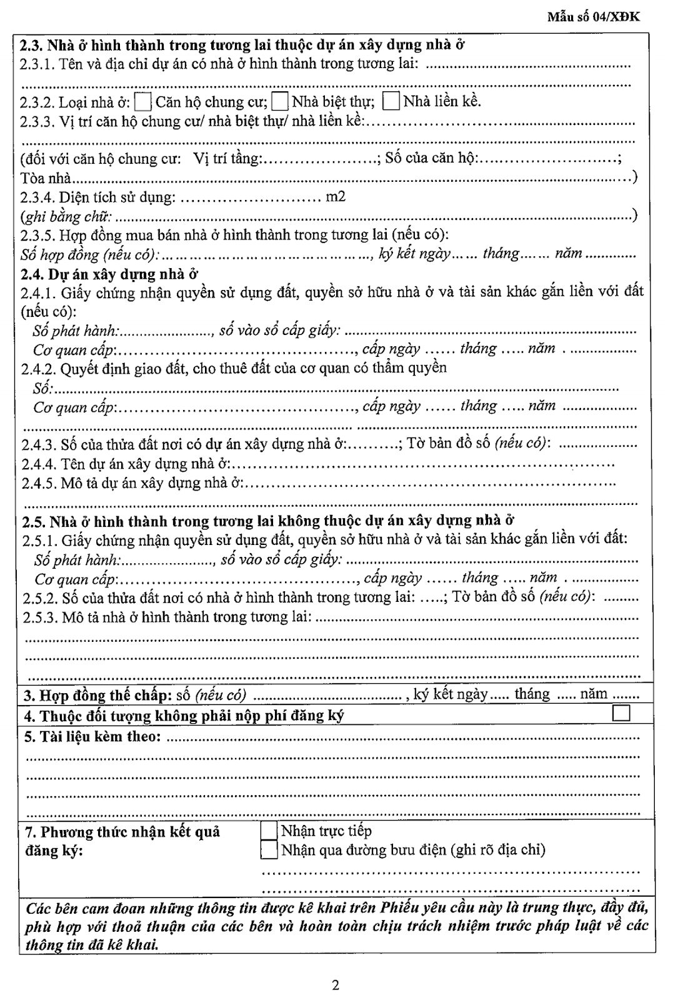 Mẫu số 04/XĐK
2.3. Nhà ở hình thành trong tương lai thuộc dự án xây dựng nhà ở
2.3.1. Tên và địa chỉ dự án có nhà ở hình thành trong tương lai: ....................................................
....................................................................................................
2.3.2. Loại nhà ở: Căn hộ chung cư; Nhà biệt thự; Nhà liền kề.
2.3.3. Vị trí căn hộ chung cư/ nhà biệt thự/ nhà liền kề:....................................................
....................................................................................................
(đối với căn hộ chung cư: Vị trí tầng:.........................; Số của căn hộ:.............................;
Tòa nhà....................................................................................................)
2.3.4. Diện tích sử dụng: ............................ m2
(ghi bằng chữ: ....................................................................................................)
2.3.5. Hợp đồng mua bán nhà ở hình thành trong tương lai (nếu có):
Số hợp đồng (nếu có):............................................, ký kết ngày...... tháng....... năm .............
2.4. Dự án xây dựng nhà ở
2.4.1. Giấy chứng nhận quyền sử dụng đất, quyền sở hữu nhà ở và tài sản khác gắn liền với đất
(nếu có):
Số phát hành:......................., số vào sổ cấp giấy: ....................................................
Cơ quan cấp:..................................................., cấp ngày ...... tháng ..... năm . .................
2.4.2. Quyết định giao đất, cho thuê đất của cơ quan có thẩm quyền
Số:....................................................................................................
Cơ quan cấp:..................................................., cấp ngày ...... tháng ..... năm ...................
....................................................................................................
2.4.3. Số của thửa đất nơi có dự án xây dựng nhà ở:..........; Tờ bản đồ số (nếu có): ....................
2.4.4. Tên dự án xây dựng nhà ở:....................................................
2.4.5. Mô tả dự án xây dựng nhà ở:....................................................
....................................................................................................
2.5. Nhà ở hình thành trong tương lai không thuộc dự án xây dựng nhà ở
2.5.1. Giấy chứng nhận quyền sử dụng đất, quyền sở hữu nhà ở và tài sản khác gắn liền với đất:
Số phát hành:......................., số vào sổ cấp giấy: ....................................................
Cơ quan cấp:..................................................., cấp ngày ...... tháng ..... năm . .................
2.5.2. Số của thửa đất nơi có nhà ở hình thành trong tương lai: .....; Tờ bản đồ số (nếu có): .........
2.5.3. Mô tả nhà ở hình thành trong tương lai: ....................................................
....................................................................................................
....................................................................................................
....................................................................................................
3. Hợp đồng thế chấp: số (nếu có) ...................................... , ký kết ngày..... tháng ..... năm .......
4. Thuộc đối tượng không phải nộp phí đăng ký
5. Tài liệu kèm theo: ....................................................
....................................................................................................
....................................................................................................
....................................................................................................
....................................................................................................
7. Phương thức nhận kết quả
đăng ký:
Nhận trực tiếp
Nhận qua đường bưu điện (ghi rõ địa chỉ)
....................................................
....................................................
Các bên cam đoan những thông tin được kê khai trên Phiếu yêu cầu này là trung thực, đầy đủ,
phù hợp với thoả thuận của các bên và hoàn toàn chịu trách nhiệm trước pháp luật về các
thông tin đã kê khai.
2